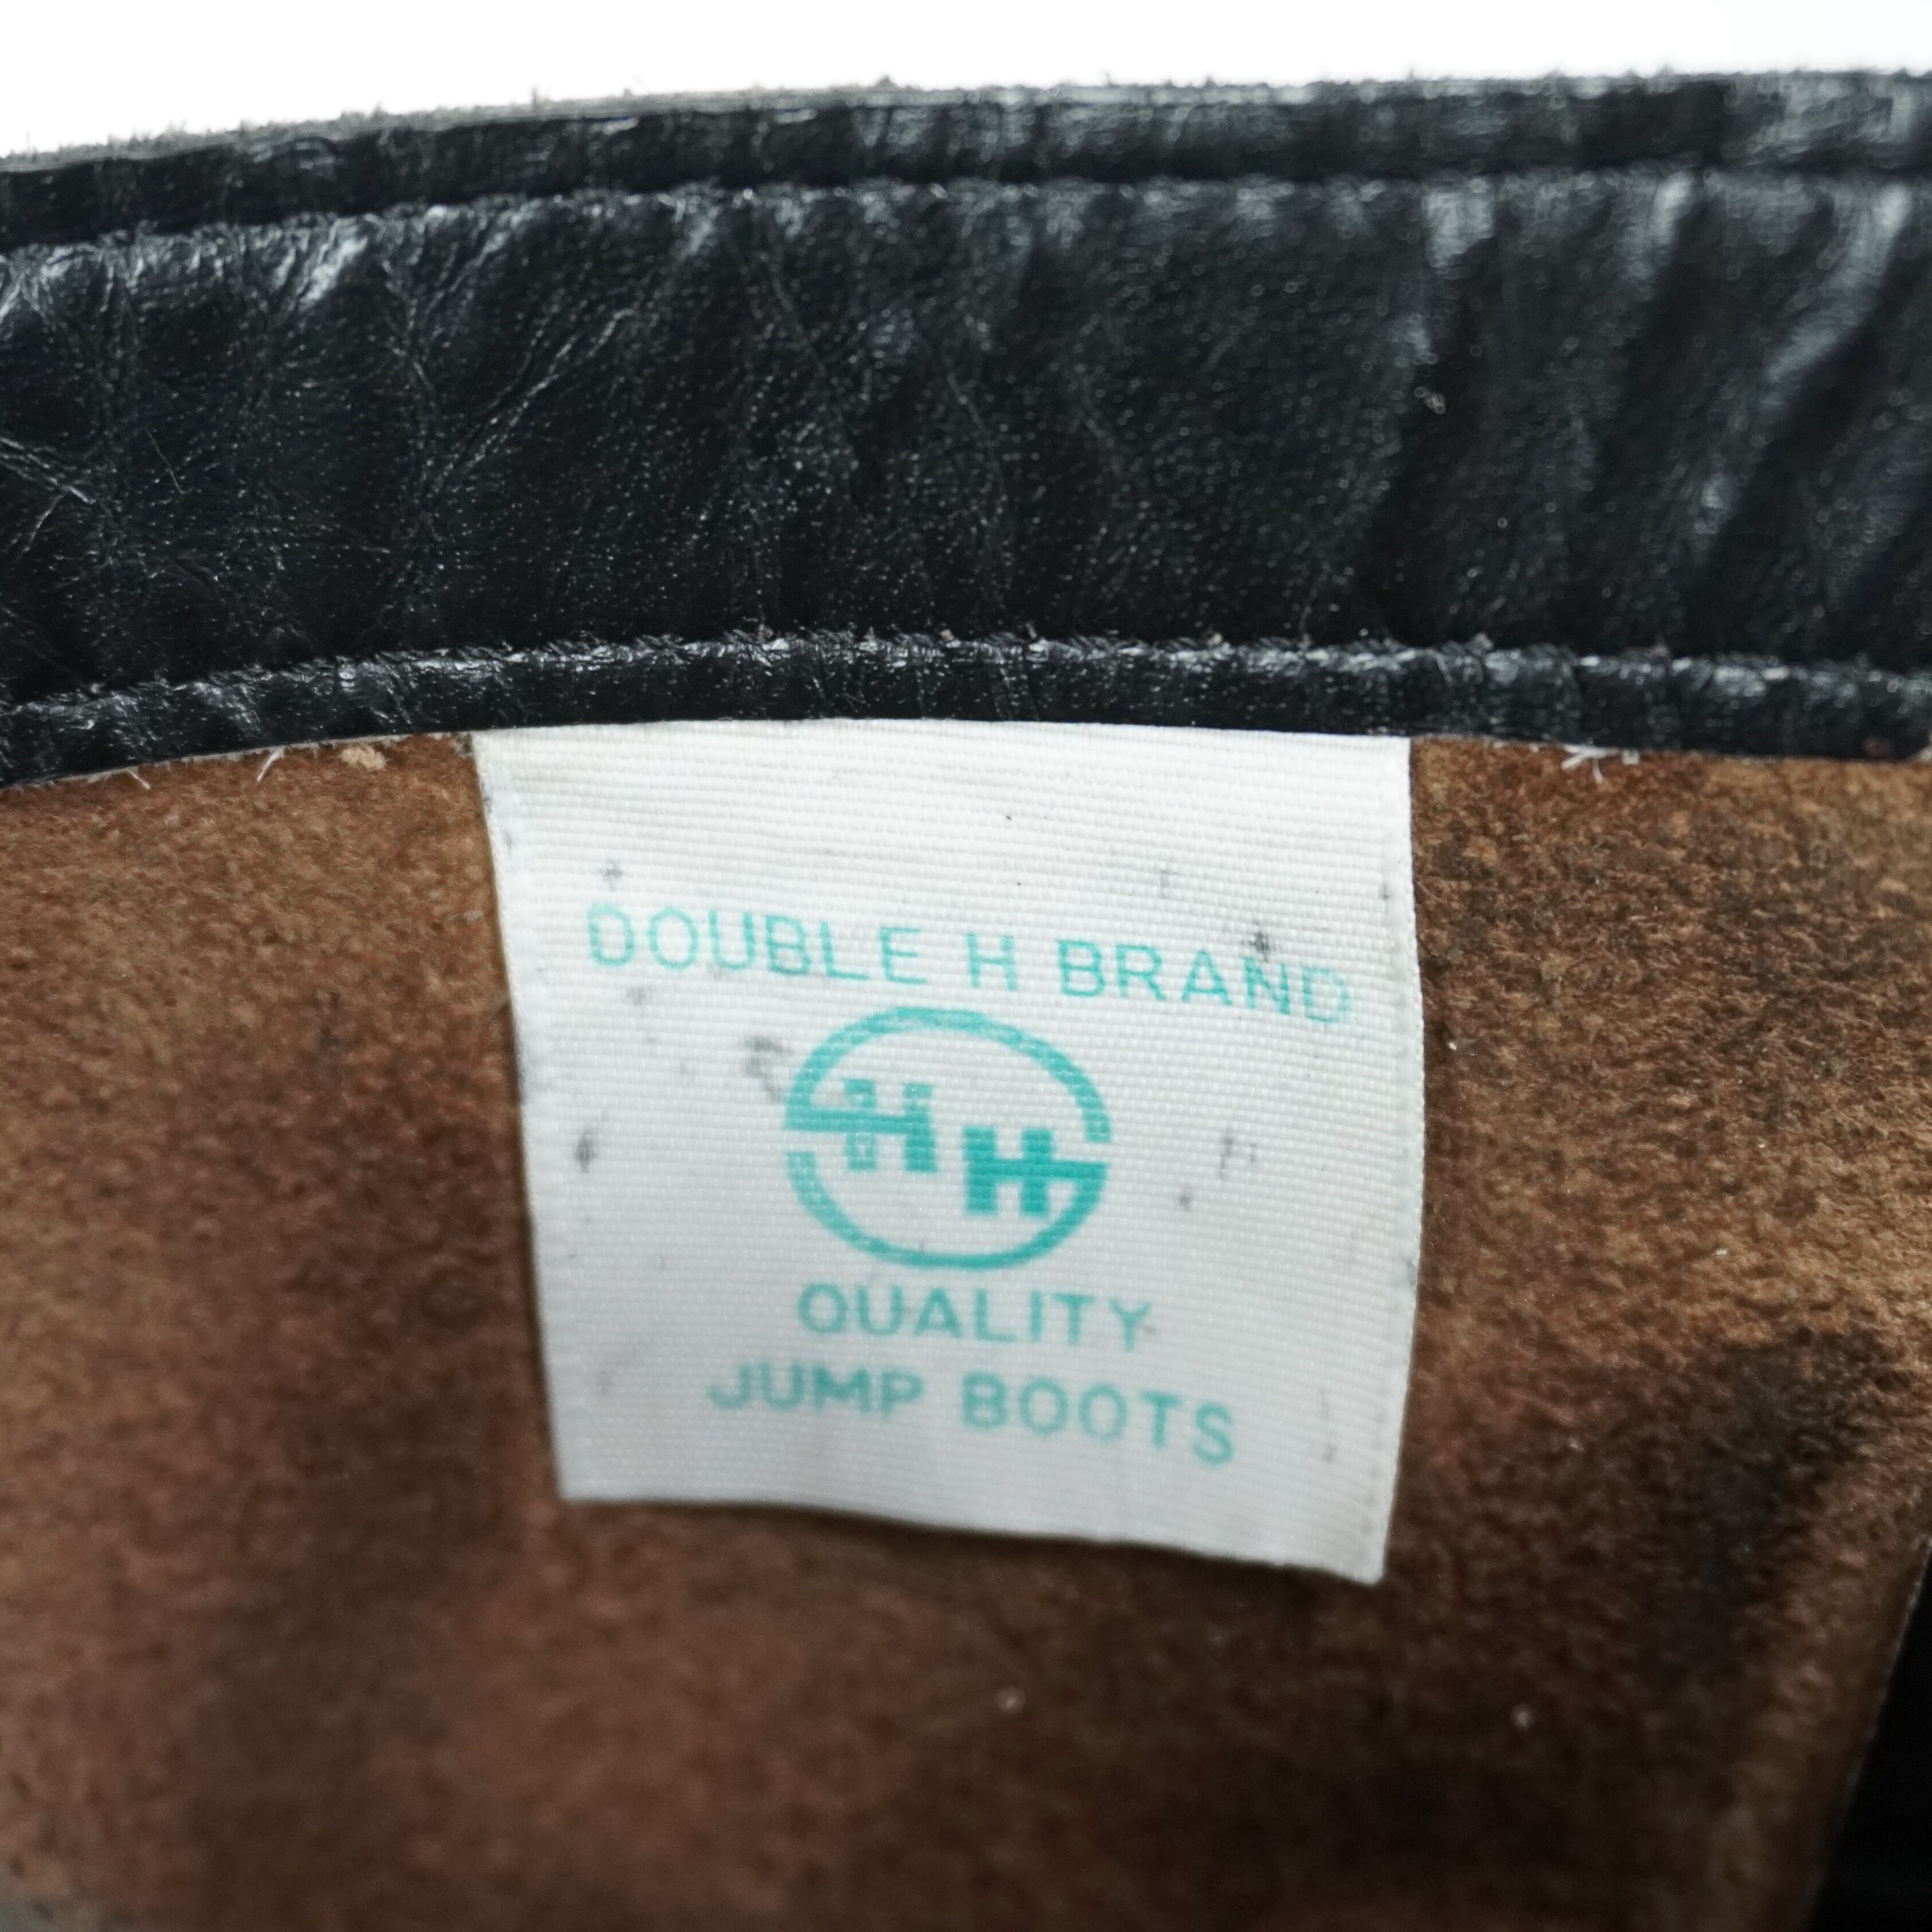 DOUBLE H BRAND
HH
QUALITY
JUMP BOOTS